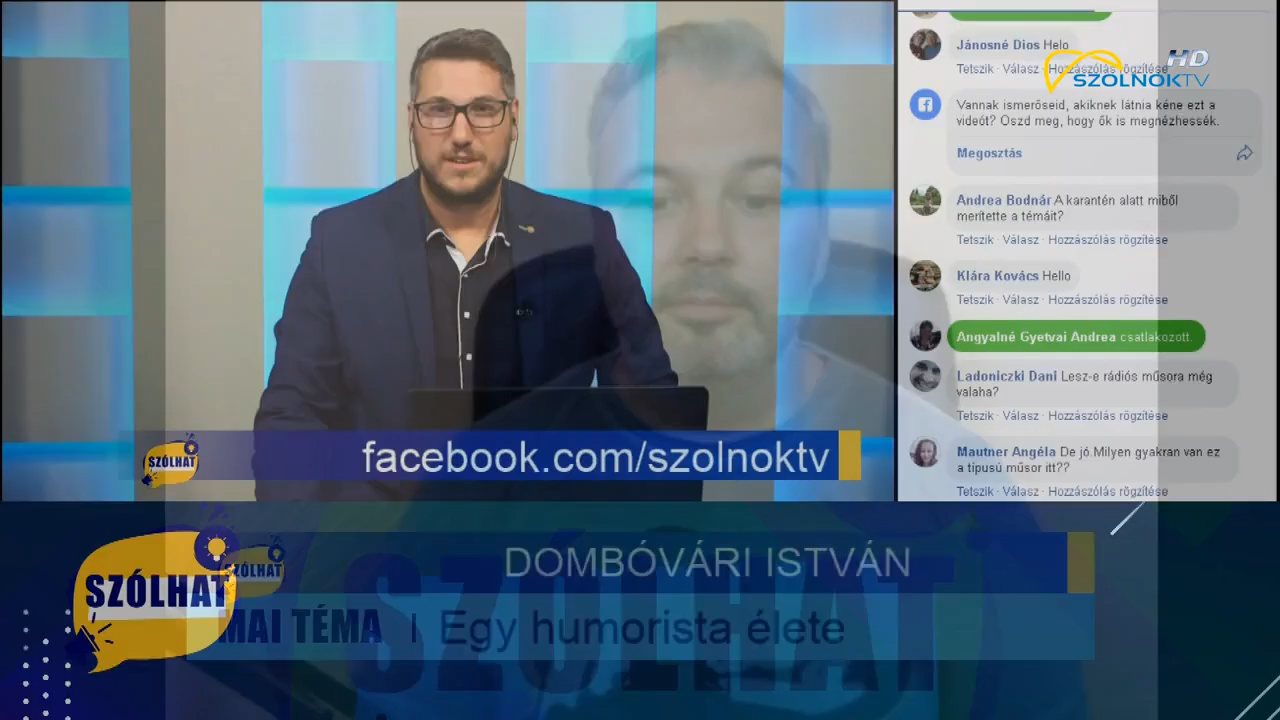 Jánosné Dios Helo
Tetszik · Válasz · Hozzászólás rögzítése
HD
SZOLNOKTV
Vannak ismerőseid, akiknek látnia kéne ezt a
videót? Oszd meg, hogy ők is megnézhessék.
Megosztás
Andrea Bodnár A karantén alatt miből
merítette a témáit?
Tetszik · Válasz · Hozzászólás rögzítése
Klára Kovács Hello
Tetszik · Válasz · Hozzászólás rögzítése
Angyalné Gyetvai Andrea csatlakozott.
Ladoniczki Dani Lesz-e rádiós műsora még
valaha?
Tetszik · Válasz · Hozzászólás rögzítése
Mautner Angéla De jó.Milyen gyakran van ez
a típusú műsor itt??
Tetszik · Válasz · Hozzászólás rögzítése
SZÓLHAT
facebook.com/szolnoktv
DOMBÓVÁRI ISTVÁN
SZÓLHAT
SZÓLHAT
MAI TÉMA | Egy humorista élete
SZÓLHAT